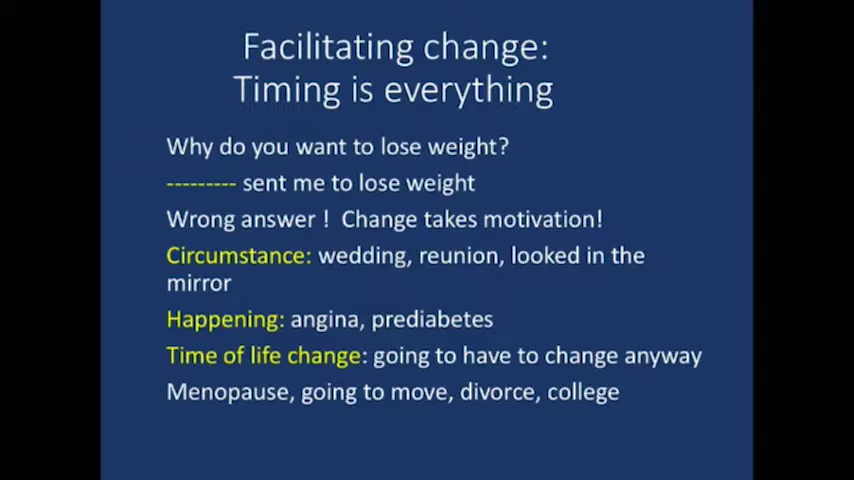 Facilitating change:
Timing is everything
Why do you want to lose weight?
--------- sent me to lose weight
Wrong answer ! Change takes motivation!
Circumstance: wedding, reunion, looked in the
mirror
Happening: angina, prediabetes
Time of life change: going to have to change anyway
Menopause, going to move, divorce, college